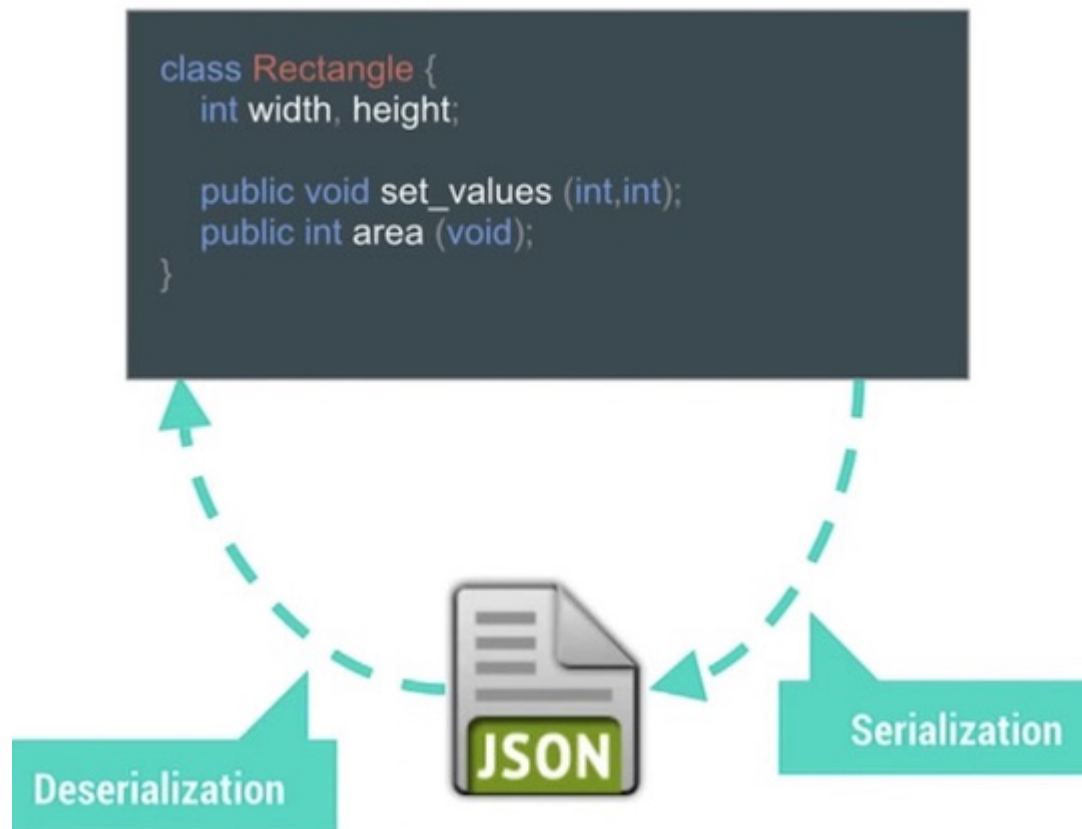 class Rectangle {
int width, height;
public void set_values (int,int);
public int area (void);
}
JSON
Serialization
Deserialization